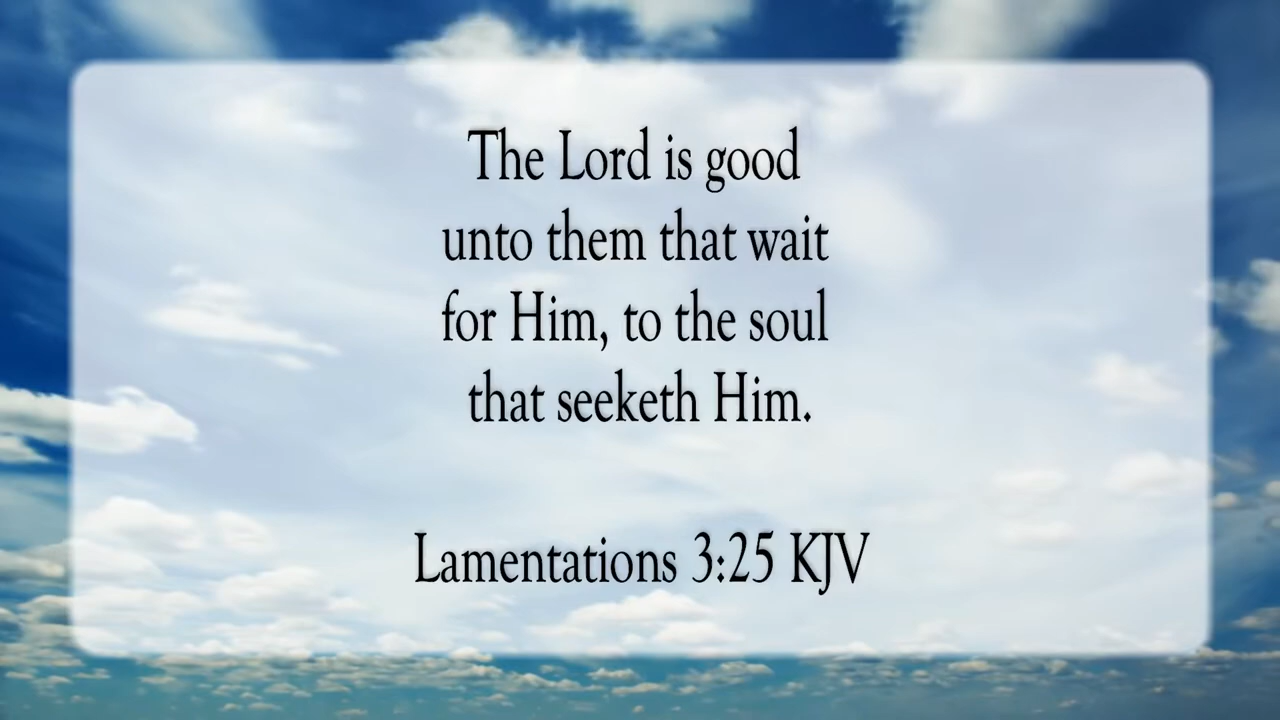 The Lord is good
unto them that wait
for Him, to the soul
that seeketh Him.
Lamentations 3:25 KJV